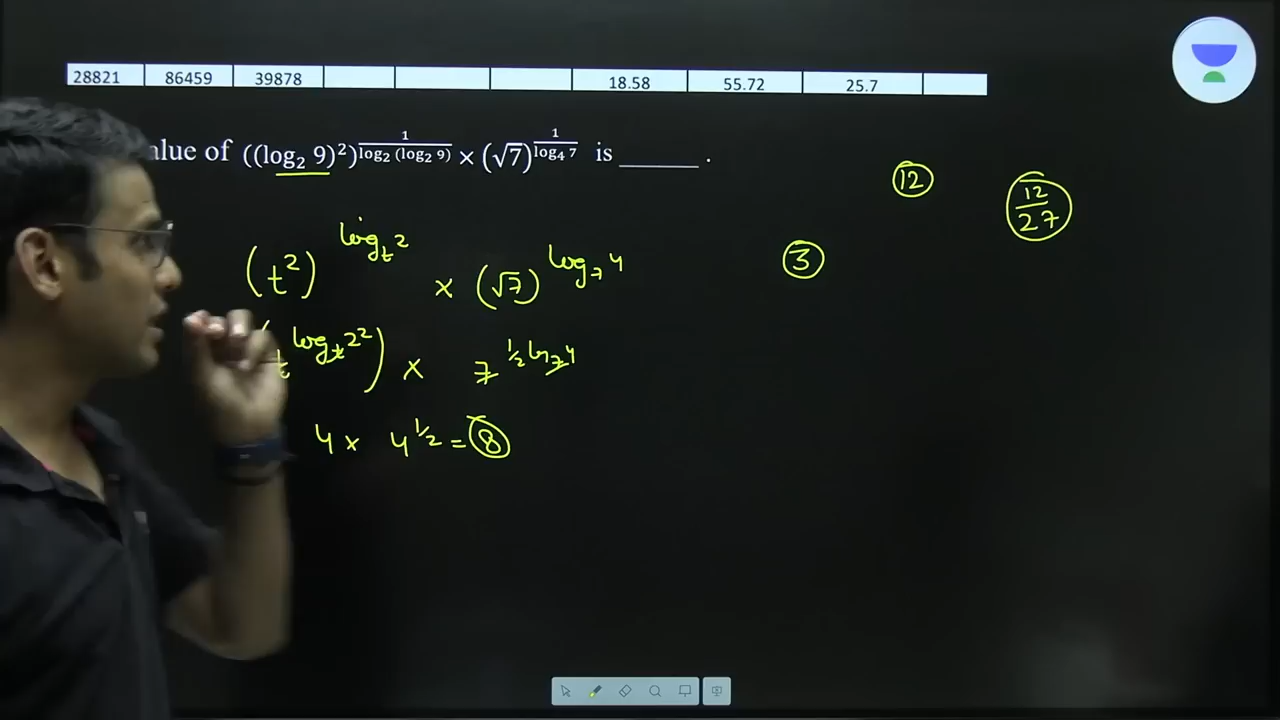 28821 86459 39878 18.58 55.72 25.7
alue of ((log₂ 9)²)^(1/(log₂ (log₂ 9))) × (√7)^(1/(log₄ 7)) is ______ .
12
12/27
(t²)^(log_t 2) × (√7)^(log_7 4)
3
t^(log_t 2²)) × 7^(1/2 log_7 4)
4 × 4^(1/2) = 8